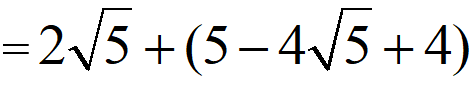 = 2√5 + (5 − 4√5 + 4)